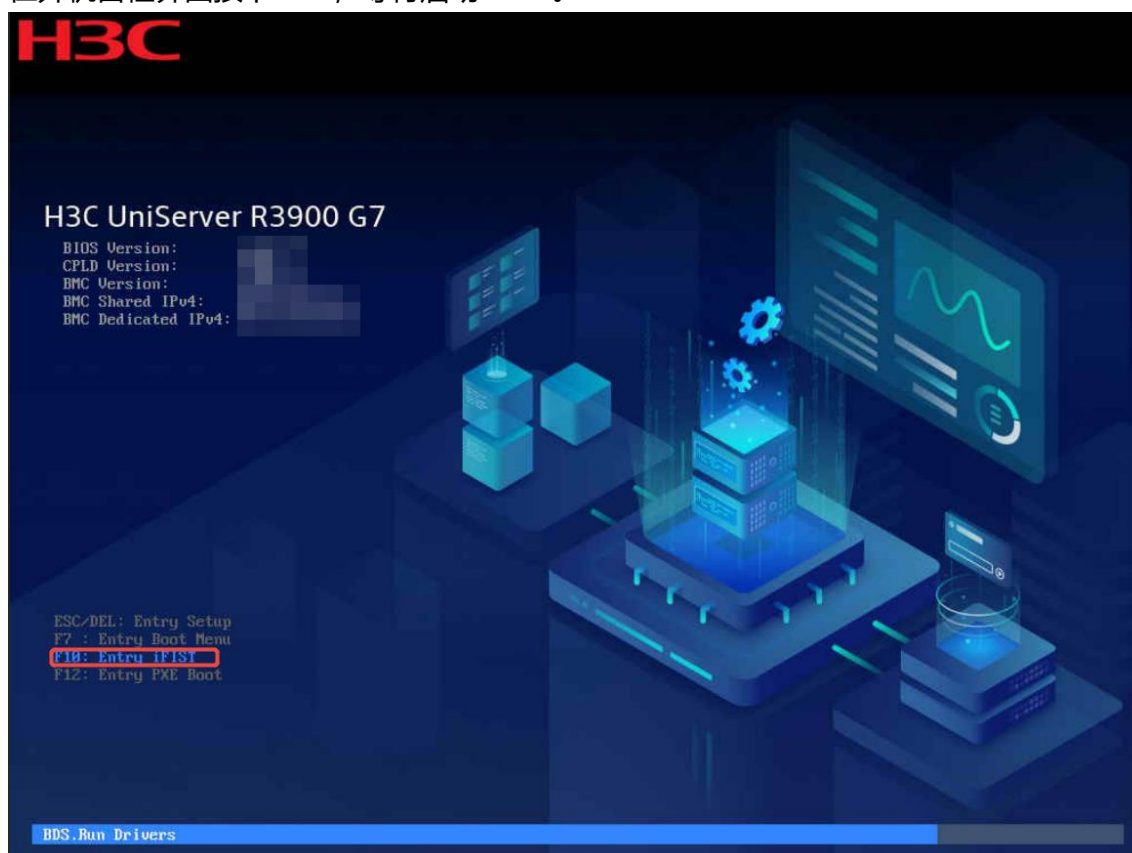 H3C
H3C UniServer R3900 G7
BIOS Version:
CPLD Version:
BMC Version:
BMC Shared IPv4:
BMC Dedicated IPv4:
ESC/DEL: Entry Setup
F7 : Entry Boot Menu
F10: Entry iFIST
F12: Entry PXE Boot
BDS.Run Drivers